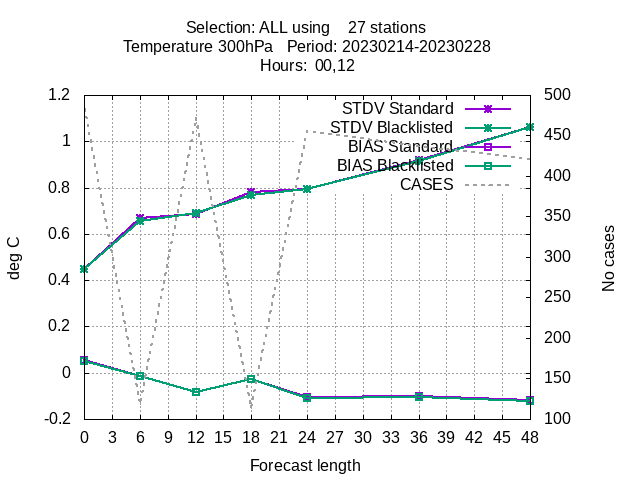 Selection: ALL using 27 stations
Temperature 300hPa Period: 20230214-20230228
Hours: 00,12
STDV Standard
STDV Blacklisted
BIAS Standard
BIAS Blacklisted
CASES
deg C
1.2
1
0.8
0.6
0.4
0.2
0
-0.2
500
450
400
350
300
250
200
150
100
No cases
0 3 6 9 12 15 18 21 24 27 30 33 36 39 42 45 48
Forecast length